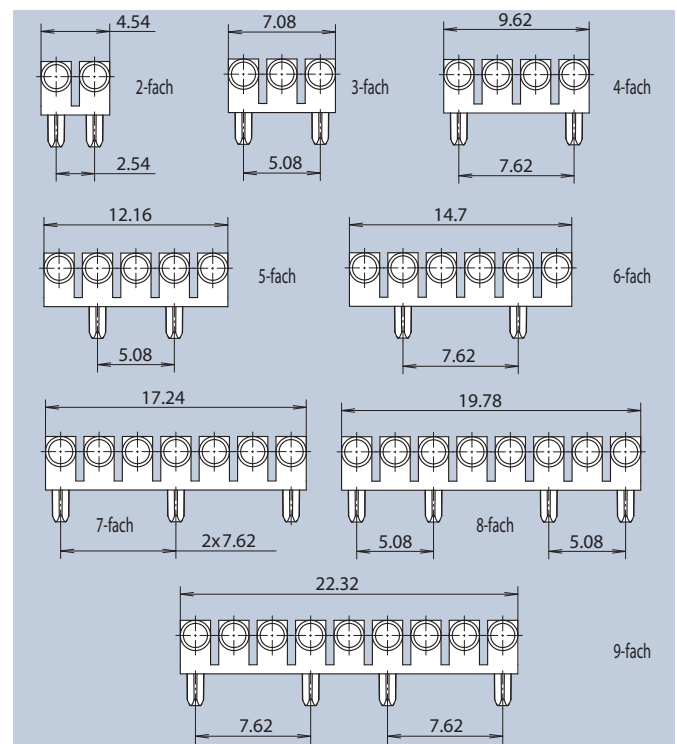 4.54
7.08
9.62
2-fach
3-fach
4-fach
2.54
5.08
7.62
12.16
14.7
5-fach
6-fach
5.08
7.62
17.24
19.78
7-fach
2x7.62
8-fach
5.08
5.08
22.32
9-fach
7.62
7.62